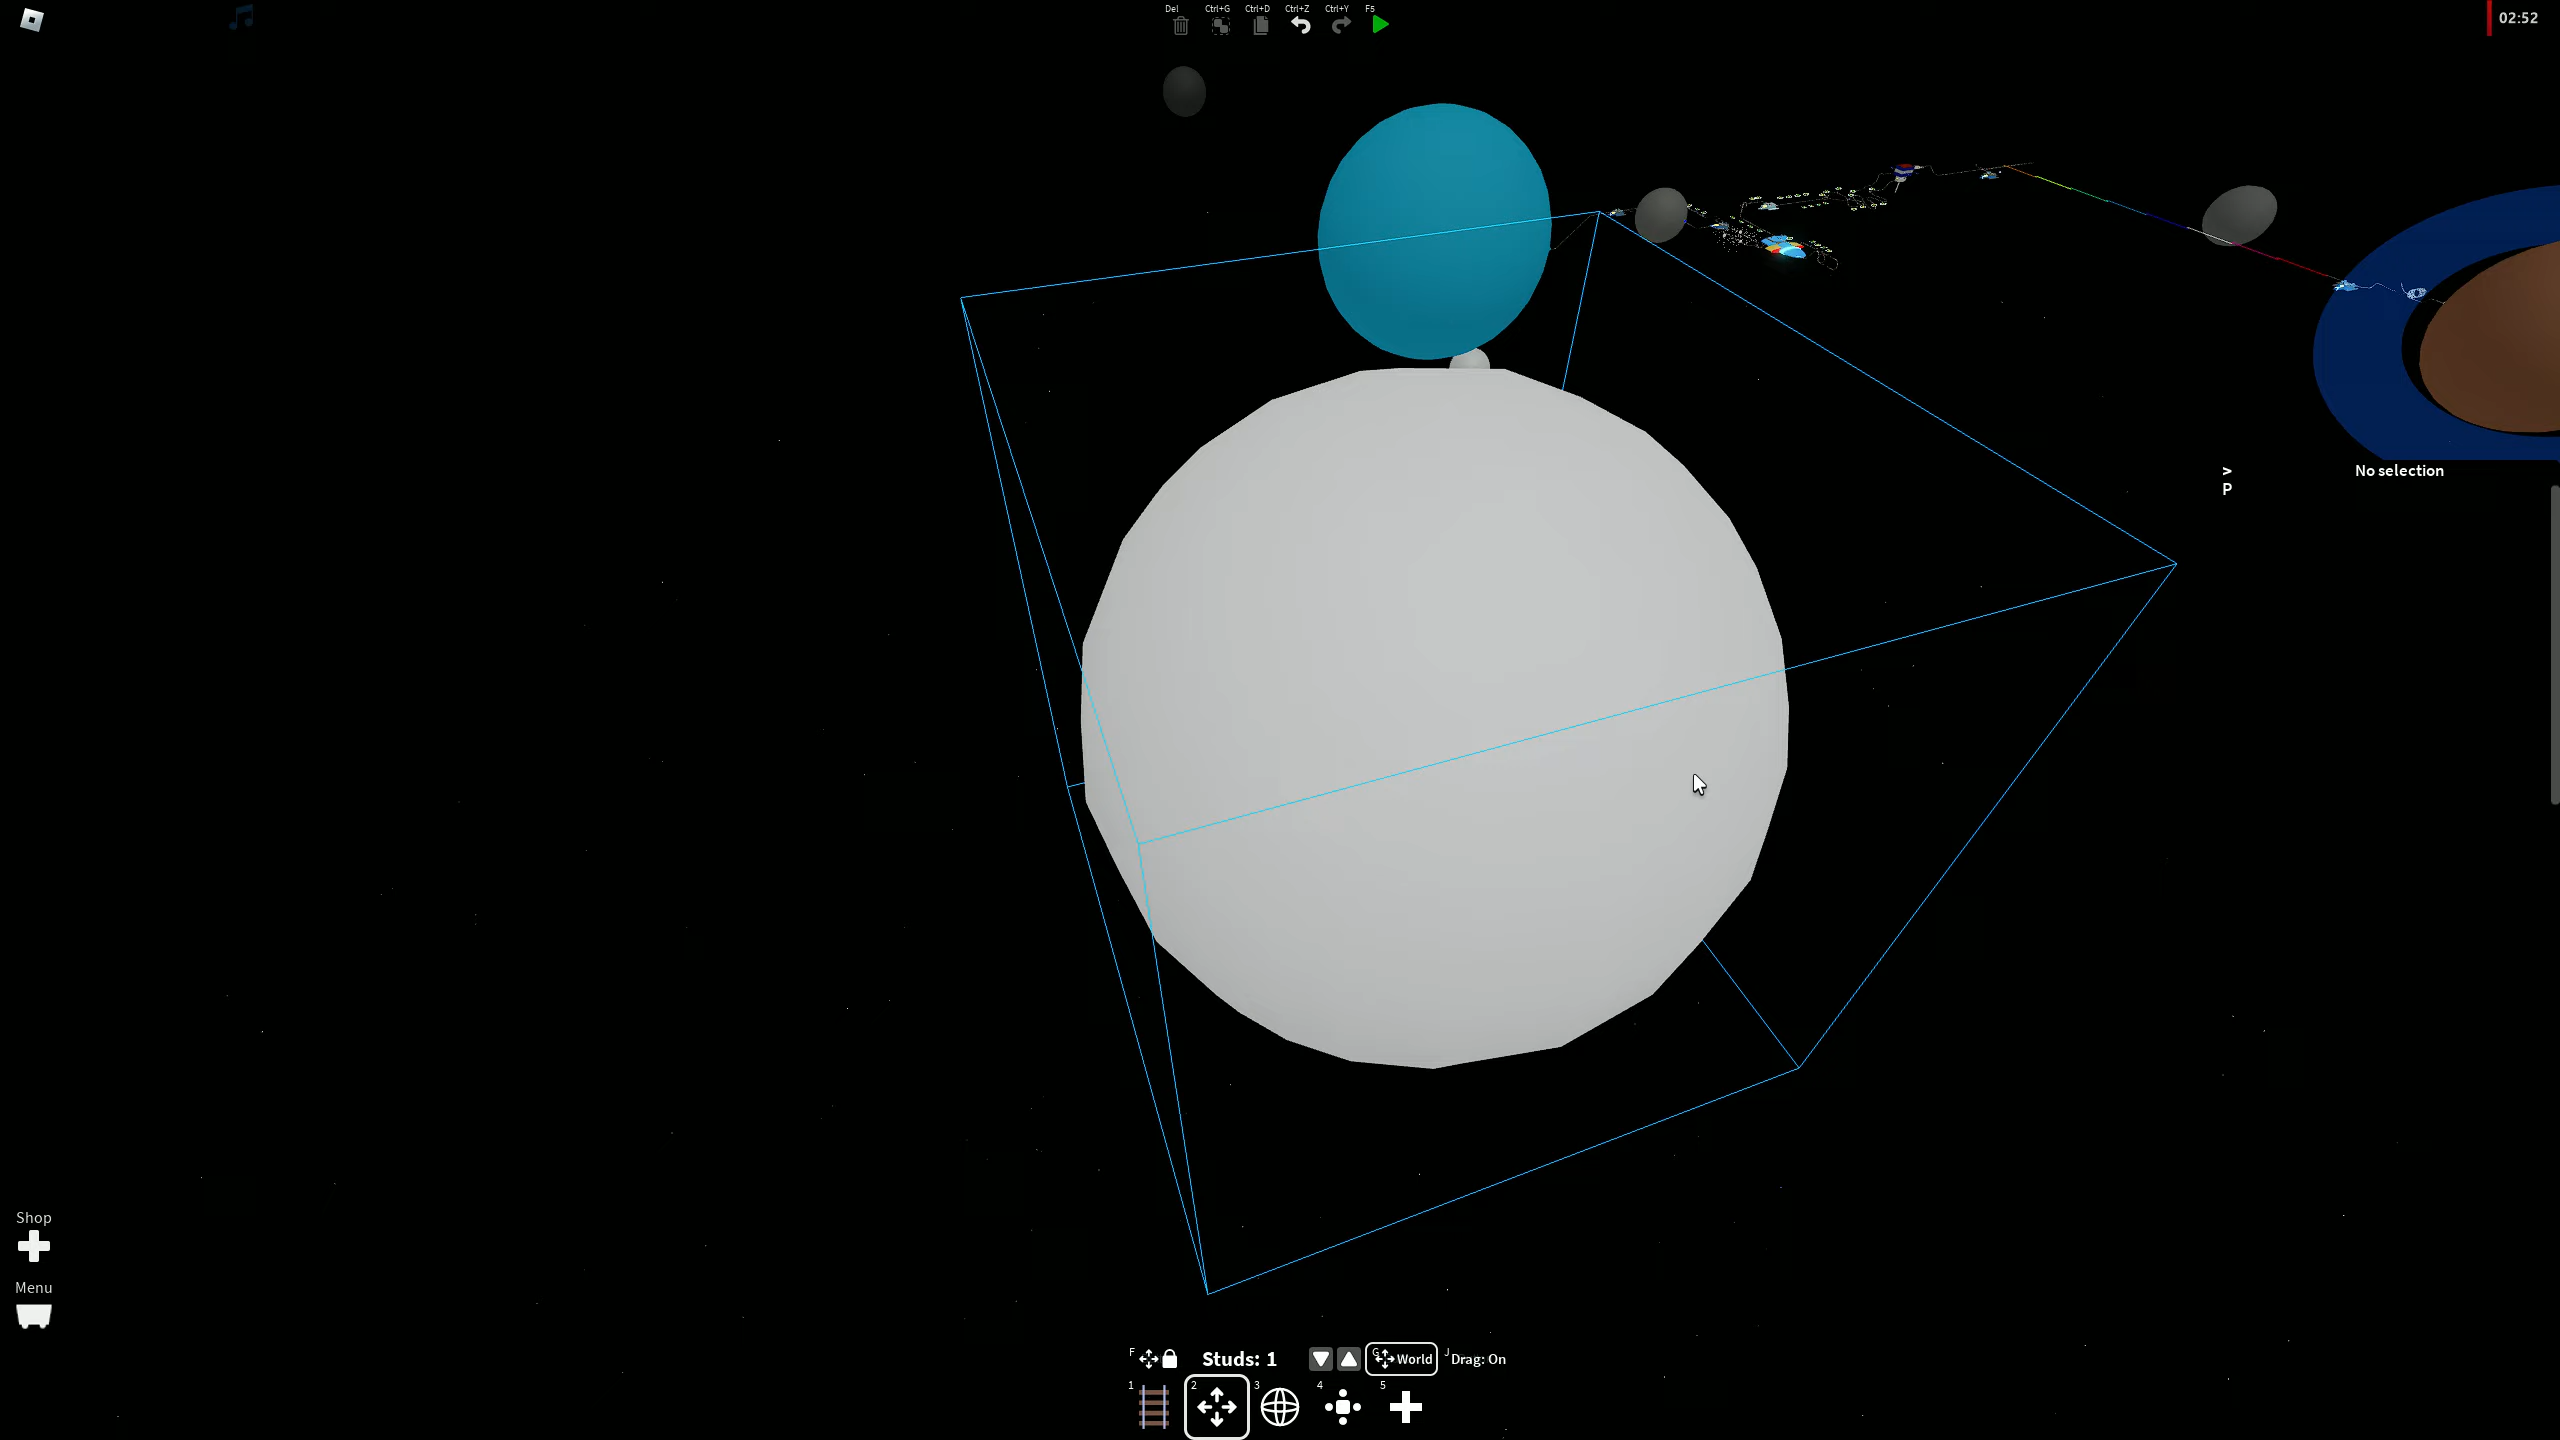 Del Ctrl+G Ctrl+D Ctrl+Z Ctrl+Y F5
02:52
> No selection
P
Shop
Menu
F Studs: 1 G World J Drag: On
1 2 3 4 5